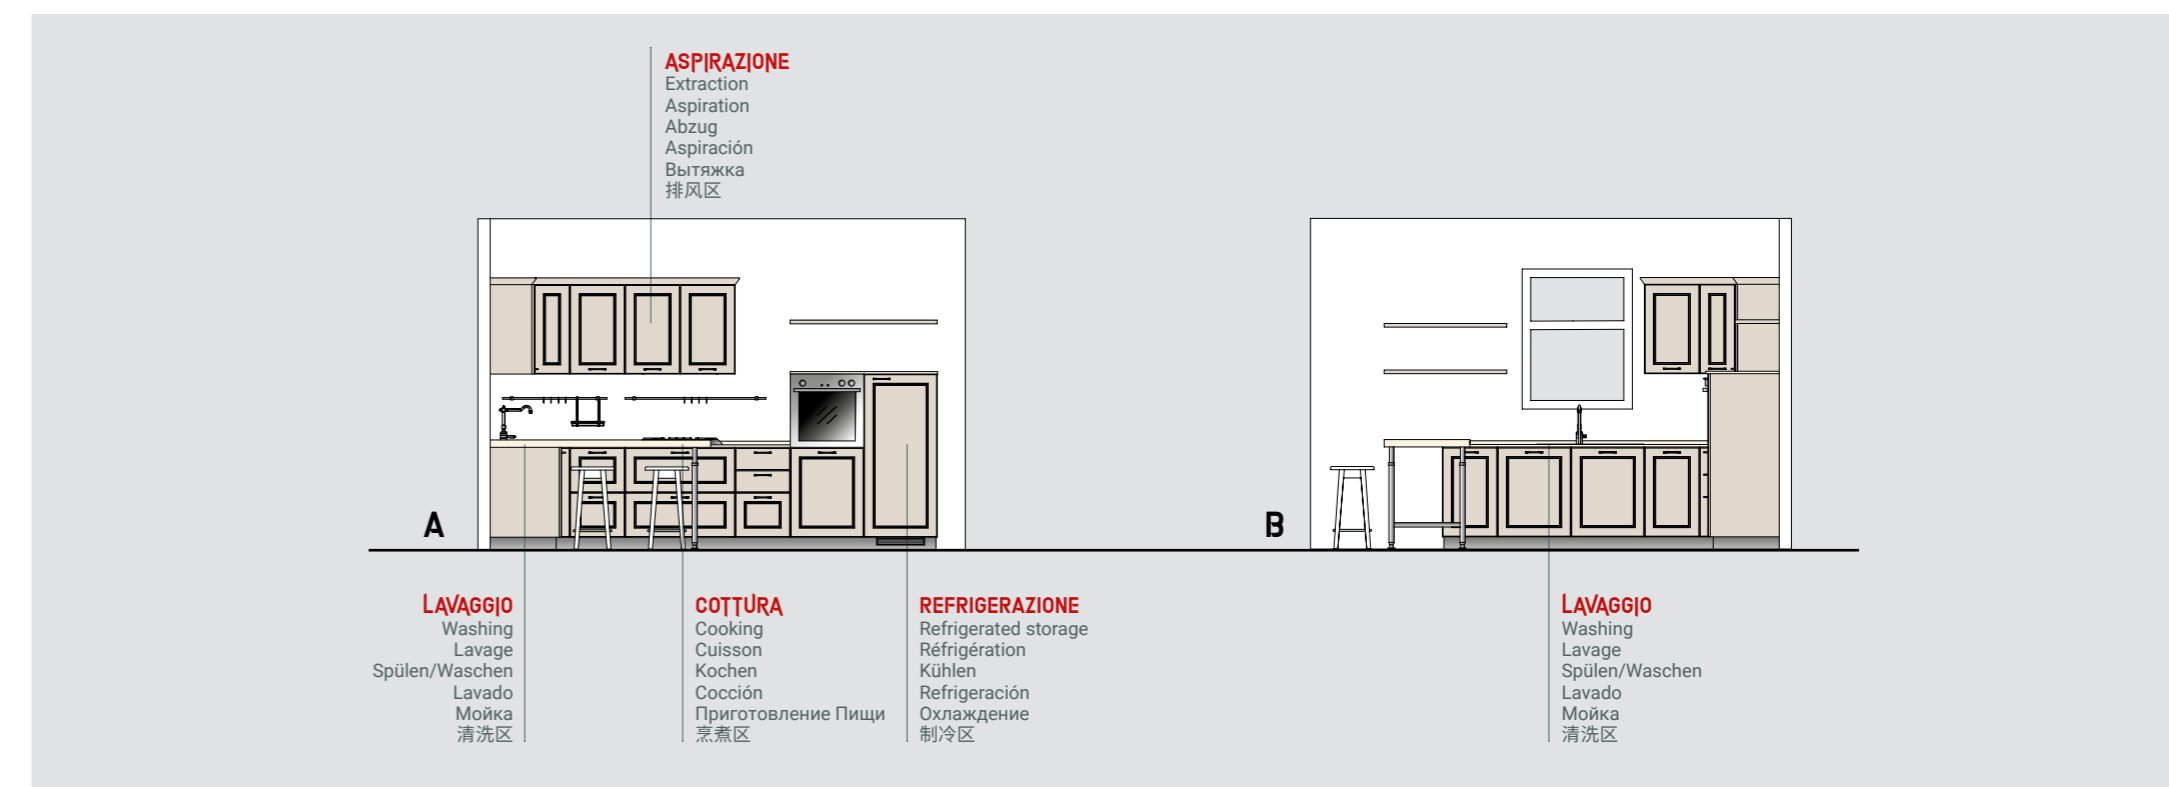 ASPIRAZIONE
Extraction
Aspiration
Abzug
Aspiración
Вытяжка
排风区
A
B
LAVAGGIO
Washing
Lavage
Spülen/Waschen
Lavado
Мойка
清洗区
COTTURA
Cooking
Cuisson
Kochen
Cocción
Приготовление Пищи
烹煮区
REFRIGERAZIONE
Refrigerated storage
Réfrigération
Kühlen
Refrigeración
Охлаждение
制冷区
LAVAGGIO
Washing
Lavage
Spülen/Waschen
Lavado
Мойка
清洗区